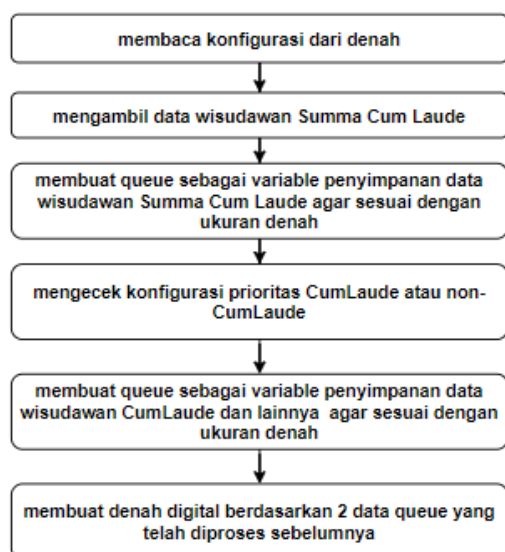 membaca konfigurasi dari denah
mengambil data wisudawan Summa Cum Laude
membuat queue sebagai variable penyimpanan data
wisudawan Summa Cum Laude agar sesuai dengan
ukuran denah
mengecek konfigurasi prioritas CumLaude atau non-
CumLaude
membuat queue sebagai variable penyimpanan data
wisudawan CumLaude dan lainnya agar sesuai dengan
ukuran denah
membuat denah digital berdasarkan 2 data queue yang
telah diproses sebelumnya